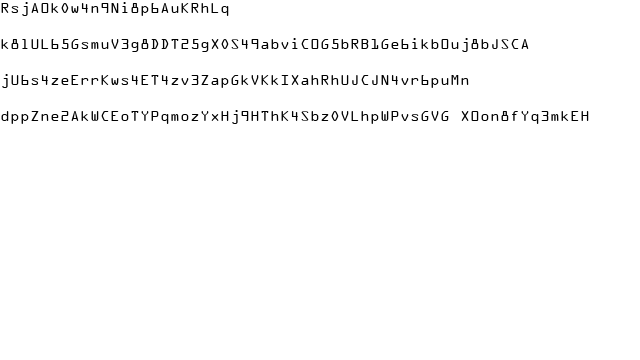 RsjAOk0w4n9Ni8p6AuKRhLq
k81UL65GsmuV3g8DDT25gX0S49abviCOG5bRB1Ge6ikbOuj8bJSCA
jU6s4zeErrKws4ET4zv3ZapGkVKkIXahRhUJCJN4vr6puMn
dppZne2AkWCEoTYPqmozYxHj9HThK4Sbz0VLhpWPvsGVG XOon8fYq3mkEH